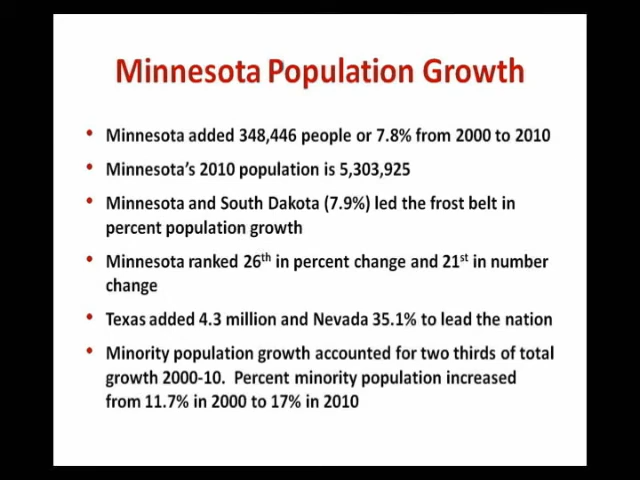 Minnesota Population Growth
• Minnesota added 348,446 people or 7.8% from 2000 to 2010
• Minnesota's 2010 population is 5,303,925
• Minnesota and South Dakota (7.9%) led the frost belt in
percent population growth
• Minnesota ranked 26th in percent change and 21st in number
change
• Texas added 4.3 million and Nevada 35.1% to lead the nation
• Minority population growth accounted for two thirds of total
growth 2000-10.  Percent minority population increased
from 11.7% in 2000 to 17% in 2010